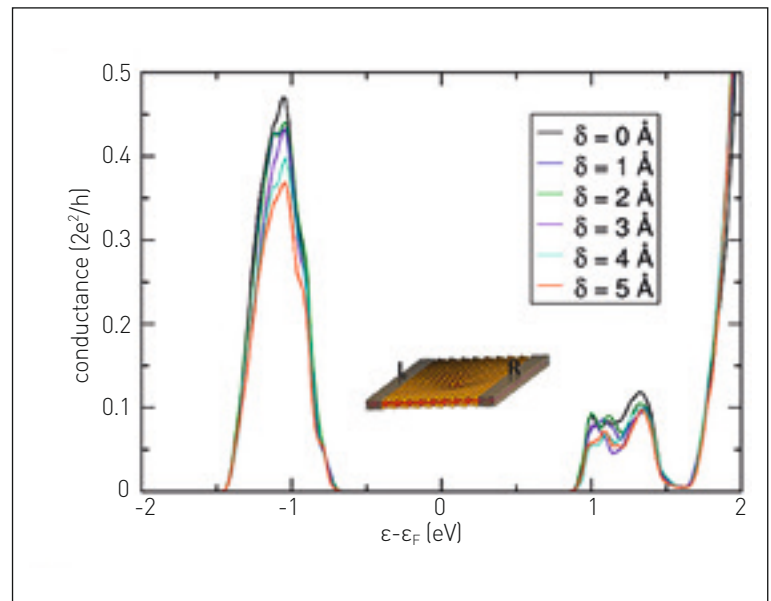 0.5
0.4
0.3
0.2
0.1
0
conductance (2e²/h)
δ = 0 Å
δ = 1 Å
δ = 2 Å
δ = 3 Å
δ = 4 Å
δ = 5 Å
L R
-2 -1 0 1 2
ε-εF (eV)